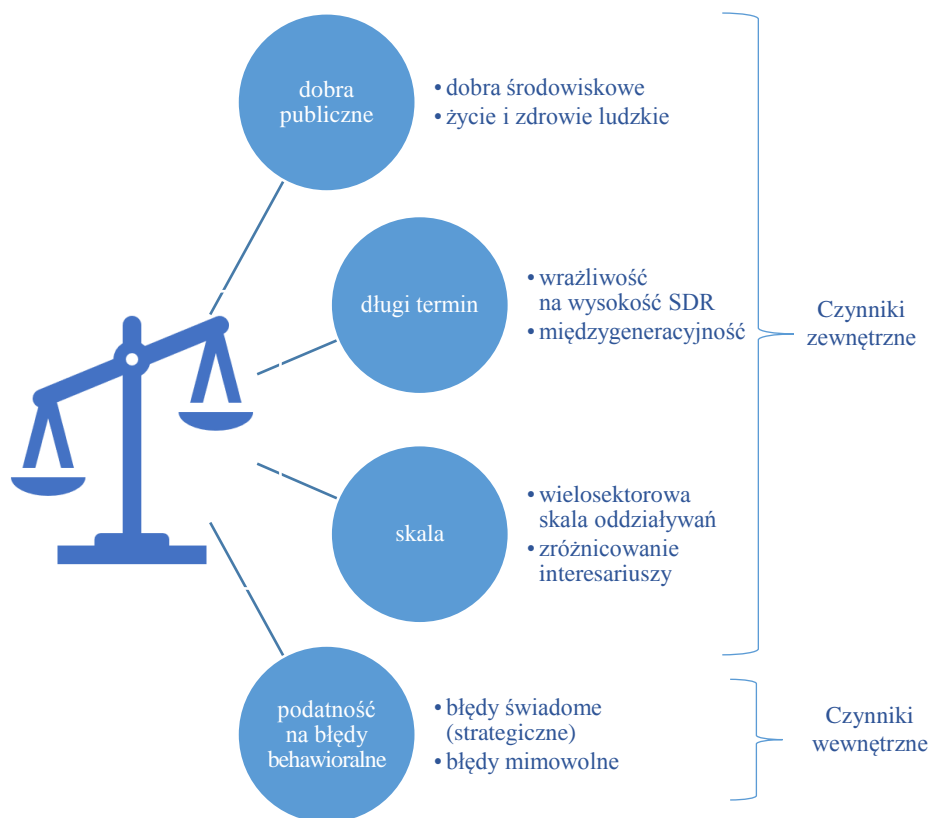 dobra
publiczne
• dobra środowiskowe
• życie i zdrowie ludzkie
długi termin
• wrażliwość
na wysokość SDR
• międzygeneracyjność
Czynniki
zewnętrzne
skala
• wielosektorowa
skala oddziaływań
• zróżnicowanie
interesariuszy
podatność
na błędy
behawioralne
• błędy świadome
(strategiczne)
• błędy mimowolne
Czynniki
wewnętrzne